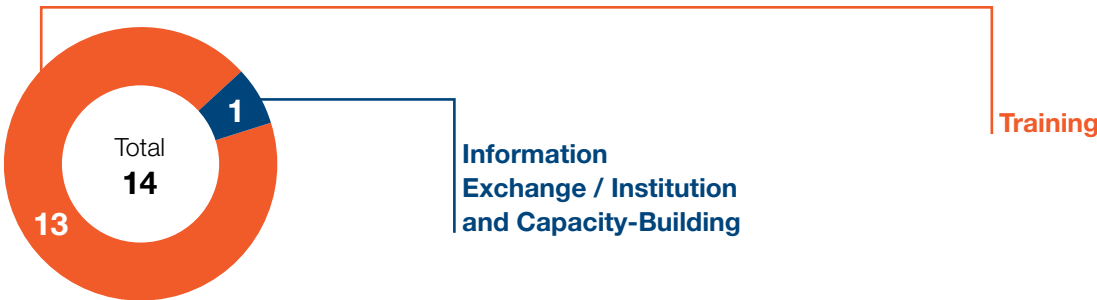 1
Total
14
13
Information
Exchange / Institution
and Capacity-Building
Training